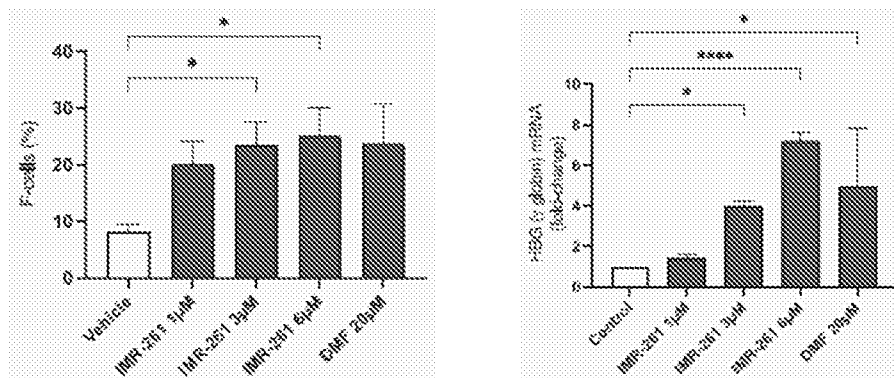 *
*
40
30
20
10
0
F-cells (%)
Vehicle
IMR-261 1μM
IMR-261 3μM
IMR-261 6μM
DMF 20μM
*
****
*
10
8
6
4
2
0
HBG (γ globin) mRNA
(fold-change)
Control
IMR-261 1μM
IMR-261 3μM
IMR-261 6μM
DMF 20μM